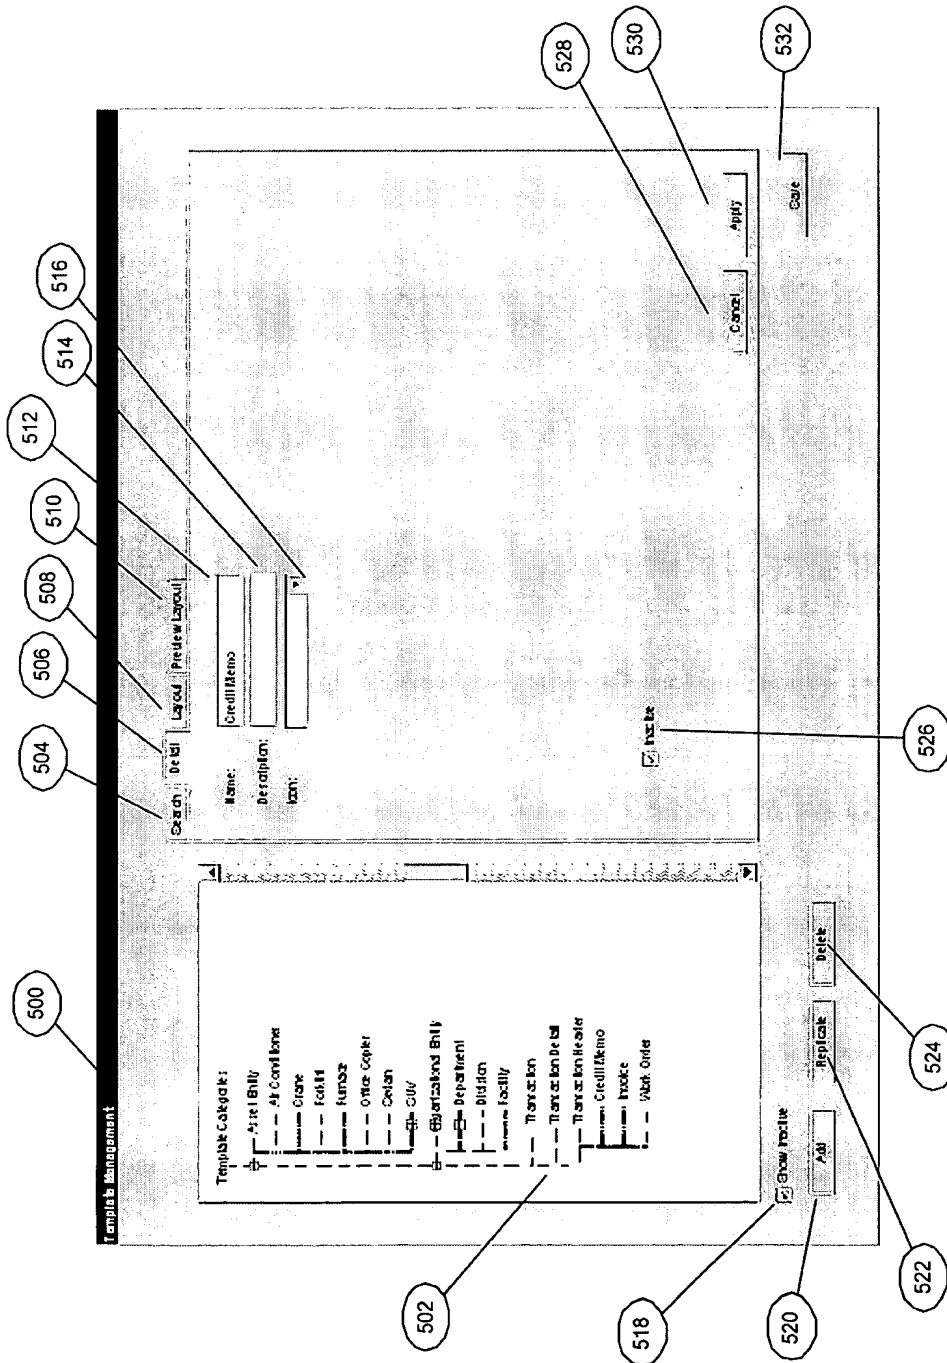 500
Template Management
Template Categories
Asset Entity
Air Conditioner
Crane
Forklift
Furnace
Office Copier
Sedan
SUV
Organizational Entity
Department
Division
Facility
Transaction
Transaction Detail
Transaction Header
Credit Memo
Invoice
Work Order
502
Show Inactive
518
Add
Replicate
Delete
520
522
524
504
506
508
510
512
514
516
Search
Detail
Layout
Preview Layout
Name:
Credit Memo
Description:
Icon:
Inactive
526
Cancel
Apply
528
530
Save
532